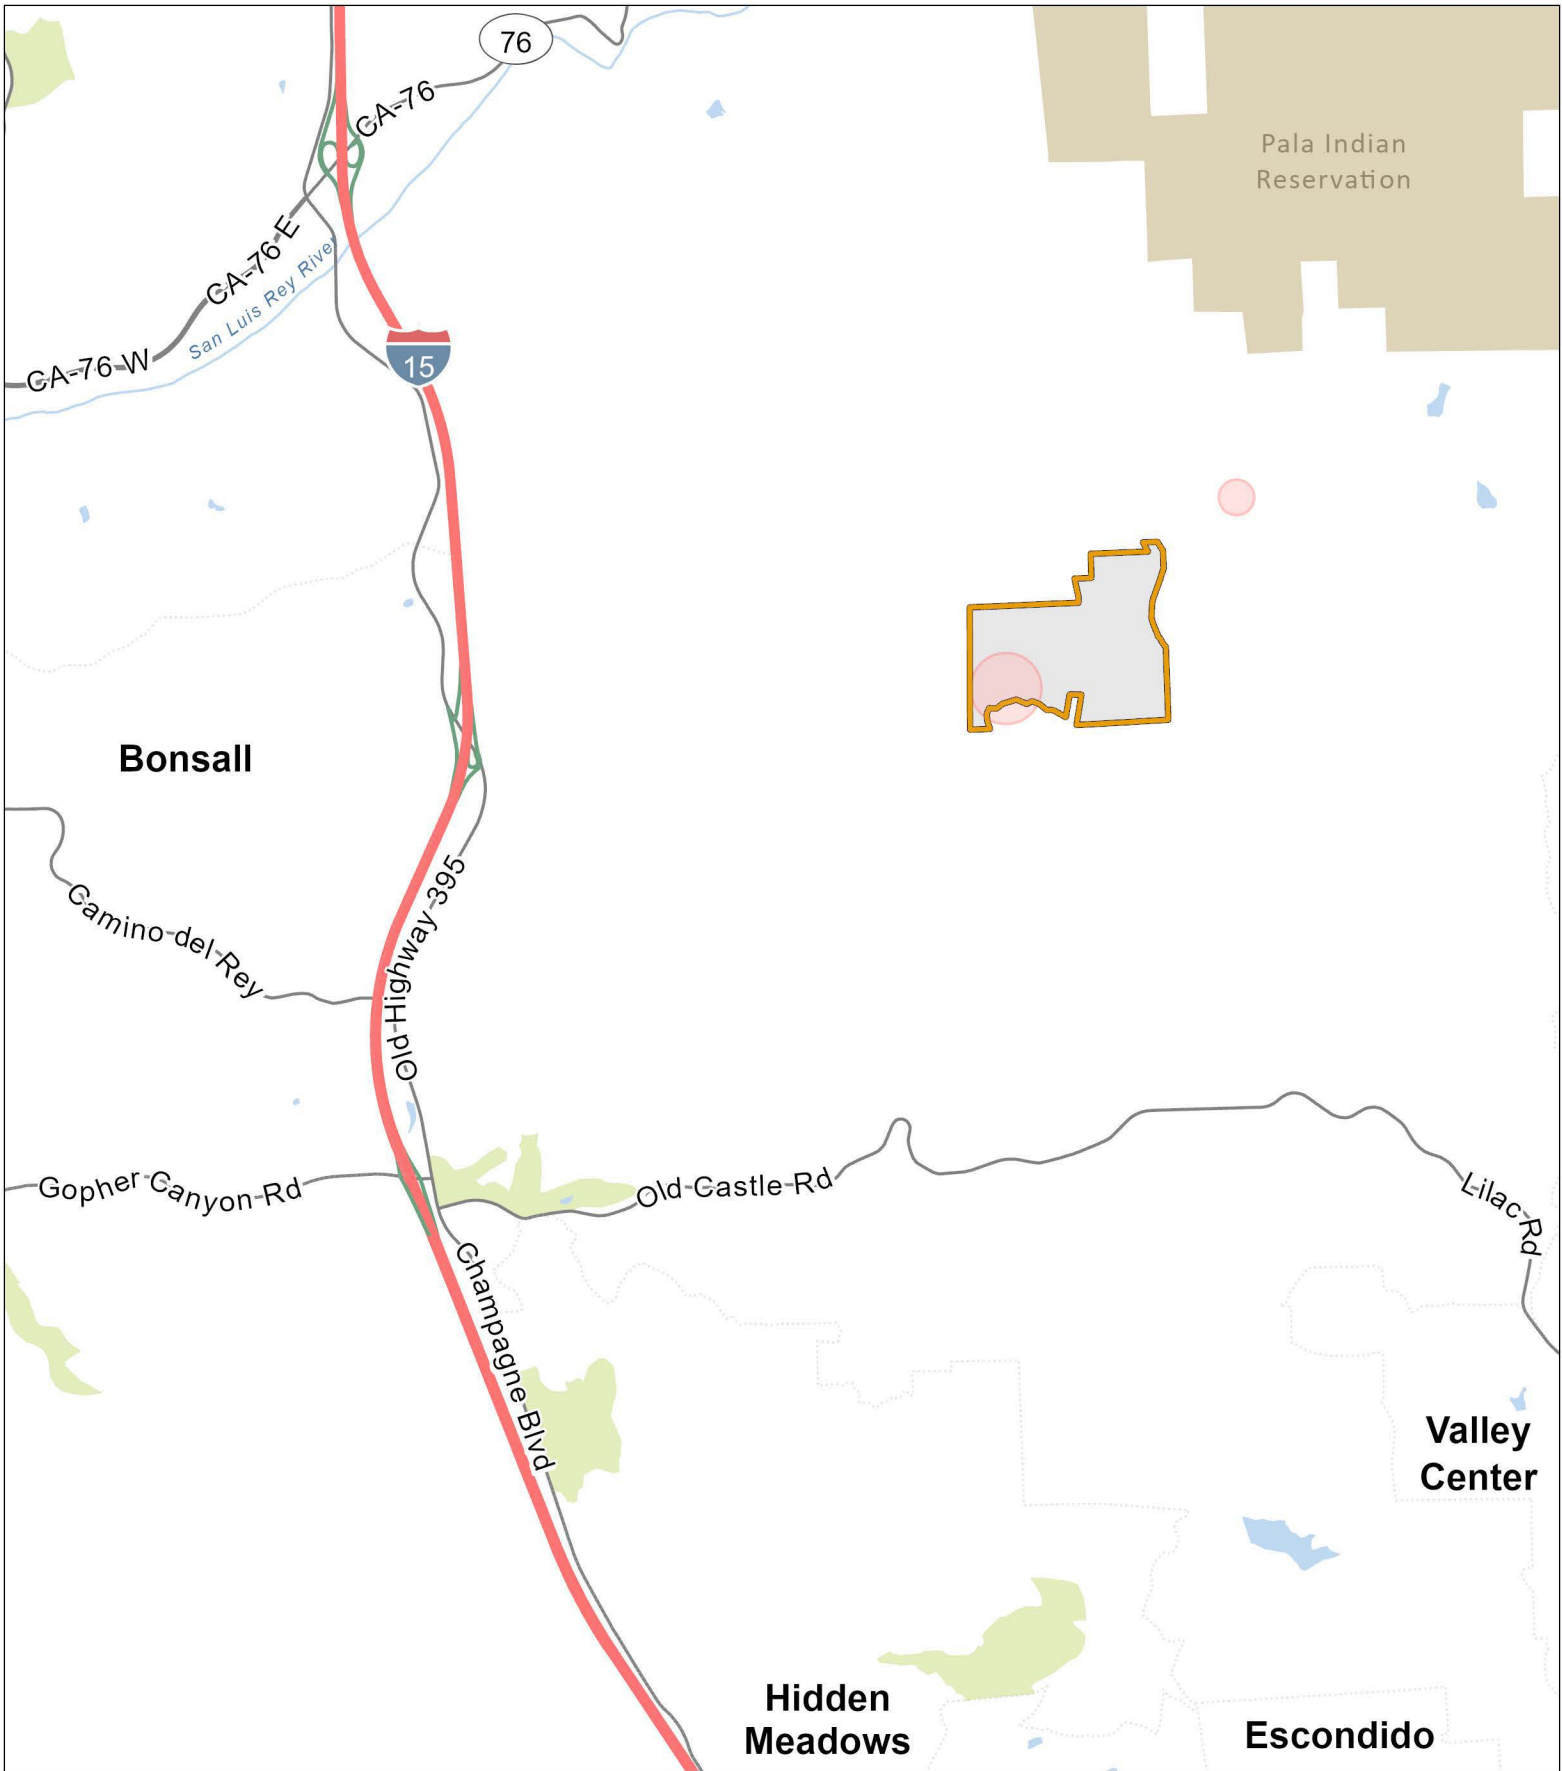 76
CA-76
Pala Indian
Reservation
CA-76 E
San Luis Rey River
15
CA-76 W
Bonsall
Old Highway 395
Camino del Rey
Gopher Canyon Rd
Old Castle Rd
Lilac Rd
Champagne Blvd
Valley
Center
Hidden
Meadows
Escondido